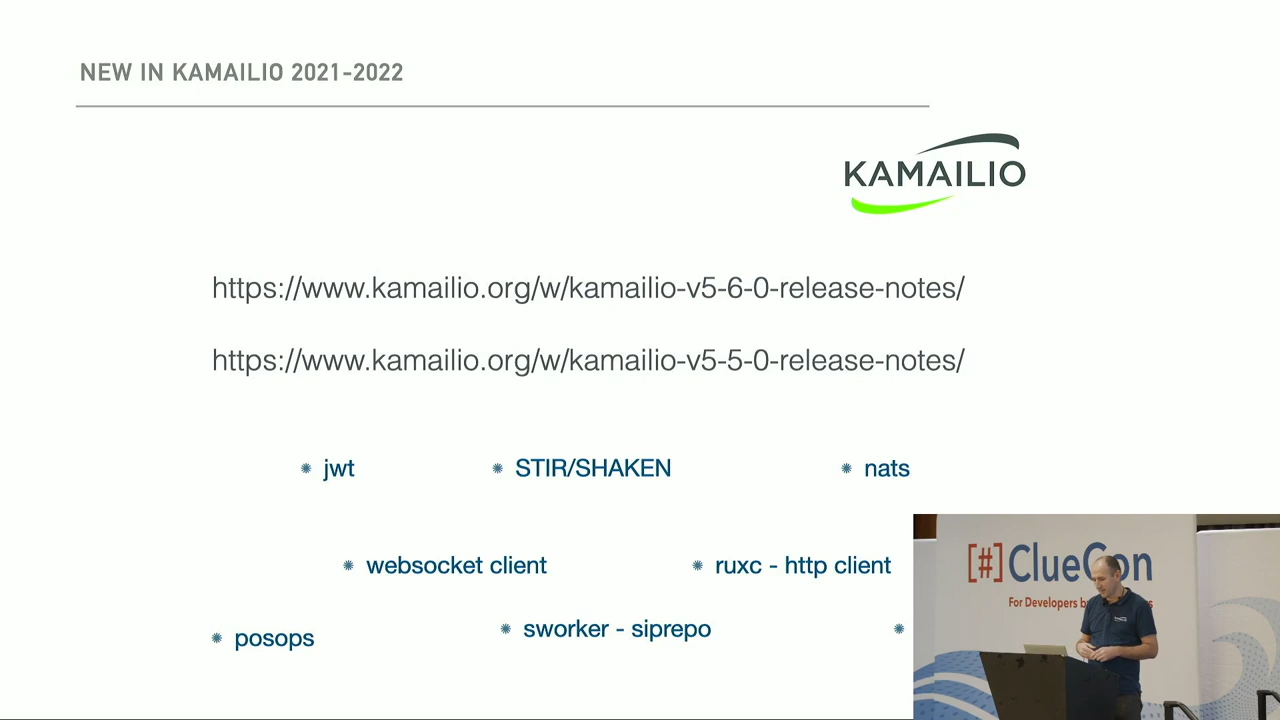 NEW IN KAMAILIO 2021-2022
KAMAILIO
https://www.kamailio.org/w/kamailio-v5-6-0-release-notes/
https://www.kamailio.org/w/kamailio-v5-5-0-release-notes/
jwt
STIR/SHAKEN
nats
websocket client
ruxc - http client
posops
sworker - siprepo
[#]ClueCon
For Developers